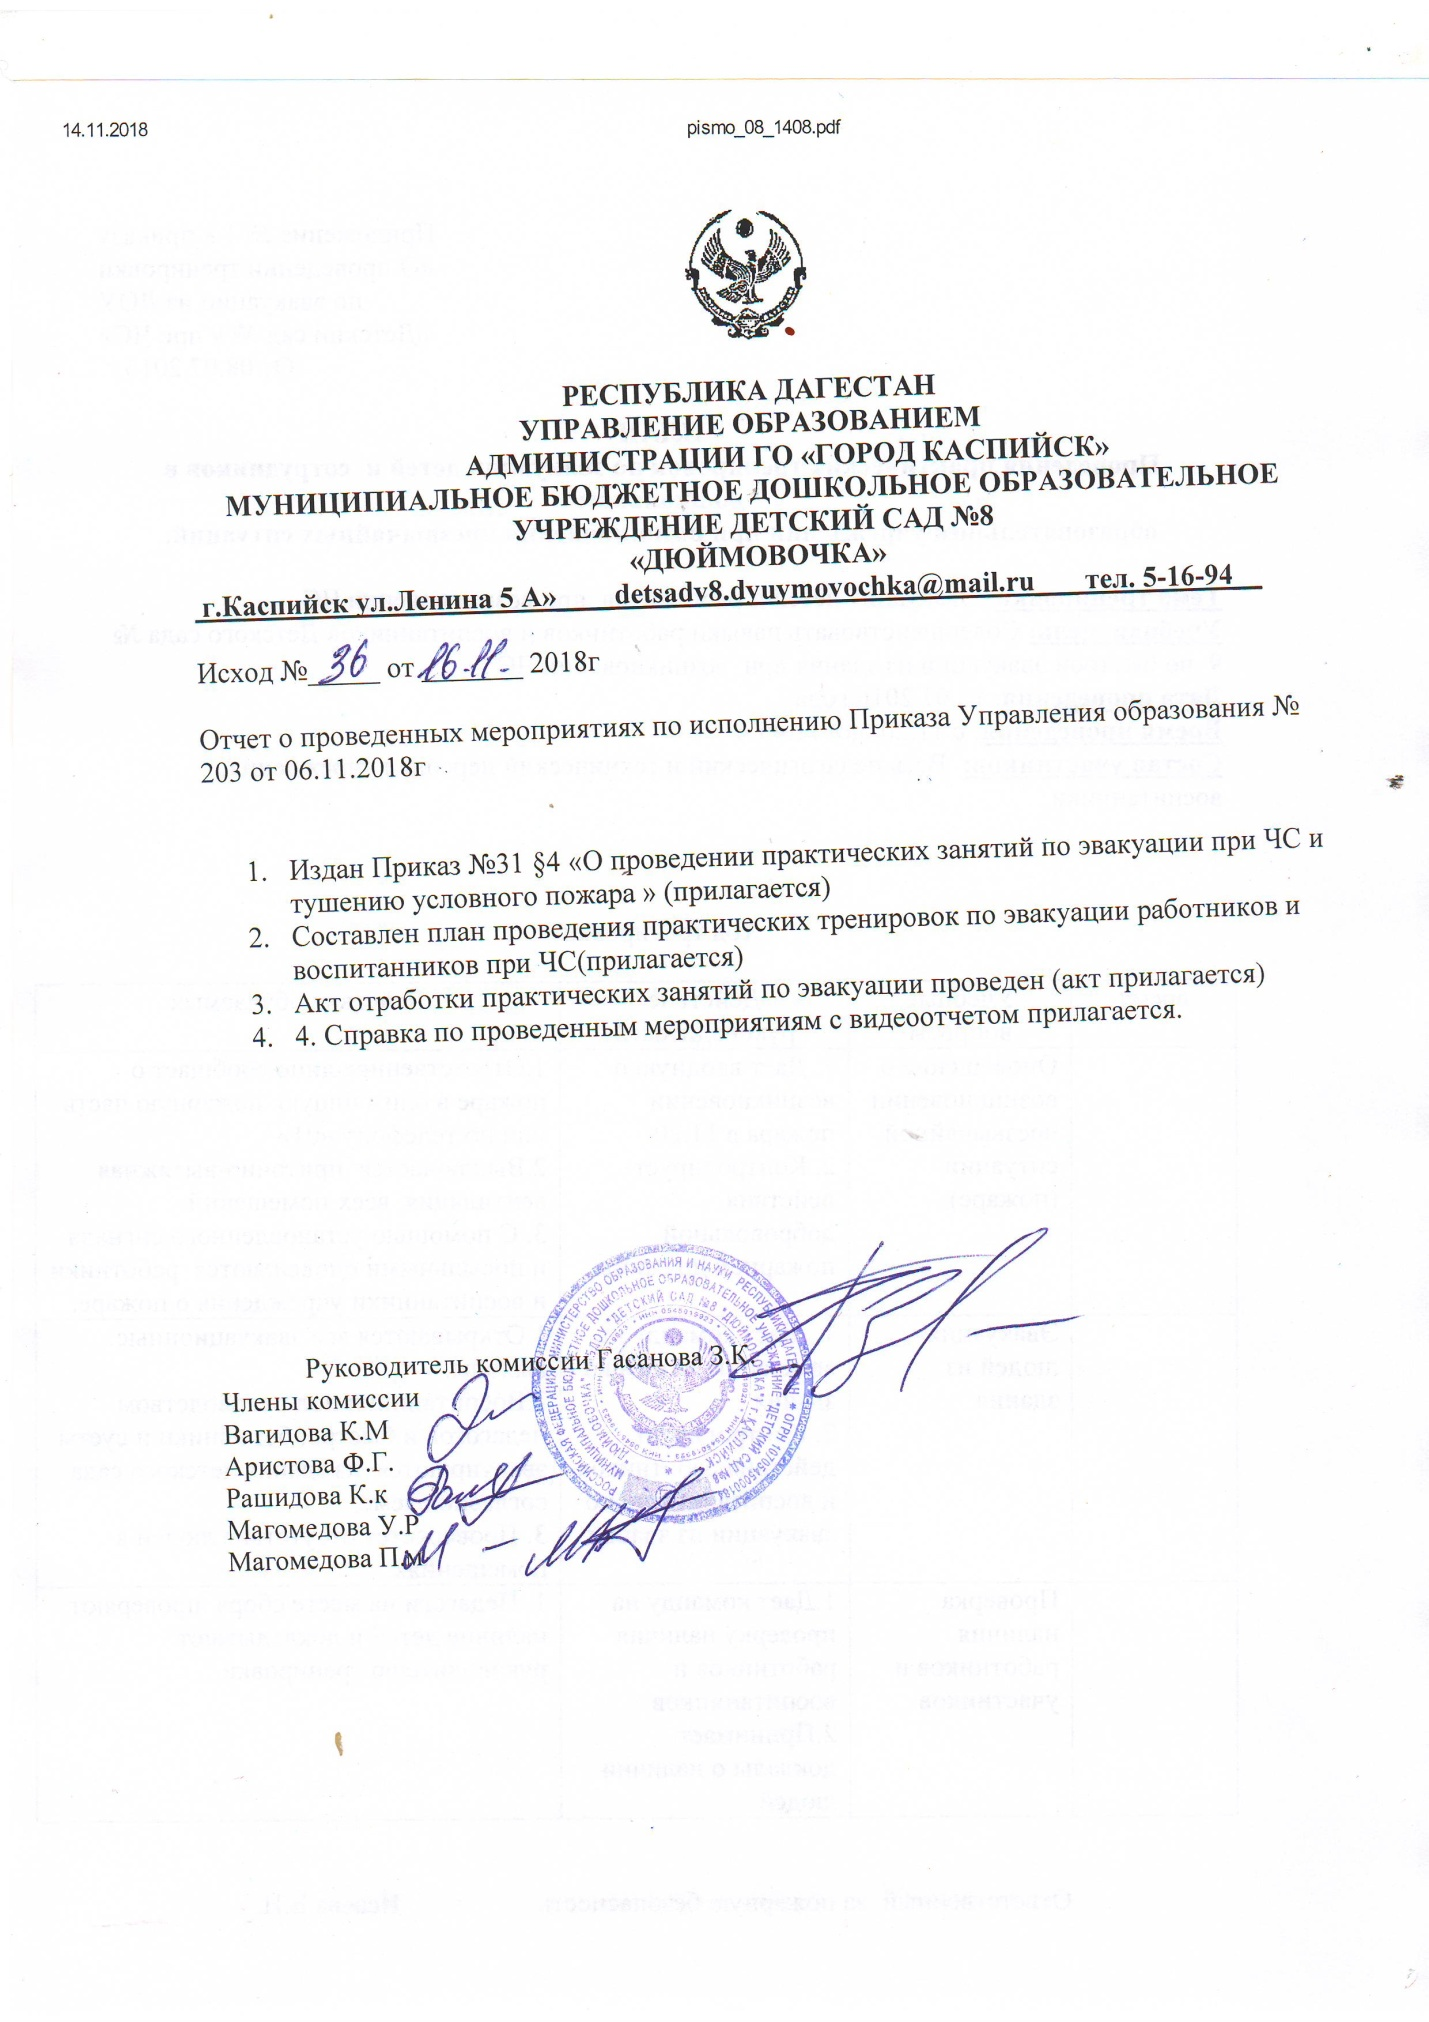 14.11.2018 pismo_08_1408.pdf
РЕСПУБЛИКА ДАГЕСТАН
УПРАВЛЕНИЕ ОБРАЗОВАНИЕМ
АДМИНИСТРАЦИИ ГО «ГОРОД КАСПИЙСК»
МУНИЦИПИАЛЬНОЕ БЮДЖЕТНОЕ ДОШКОЛЬНОЕ ОБРАЗОВАТЕЛЬНОЕ
УЧРЕЖДЕНИЕ ДЕТСКИЙ САД №8
«ДЮЙМОВОЧКА»
г.Каспийск ул.Ленина 5 А» detsadv8.dyuymovochka@mail.ru тел. 5-16-94
Исход № 36 от 16-11- 2018г
Отчет о проведенных мероприятиях по исполнению Приказа Управления образования №
203 от 06.11.2018г
1. Издан Приказ №31 §4 «О проведении практических занятий по эвакуации при ЧС и
тушению условного пожара » (прилагается)
2. Составлен план проведения практических тренировок по эвакуации работников и
воспитанников при ЧС(прилагается)
3. Акт отработки практических занятий по эвакуации проведен (акт прилагается)
4. 4. Справка по проведенным мероприятиям с видеоотчетом прилагается.
Руководитель комиссии Гасанова З.К.
Члены комиссии
Вагидова К.М
Аристова Ф.Г.
Рашидова К.к
Магомедова У.Р
Магомедова П.м